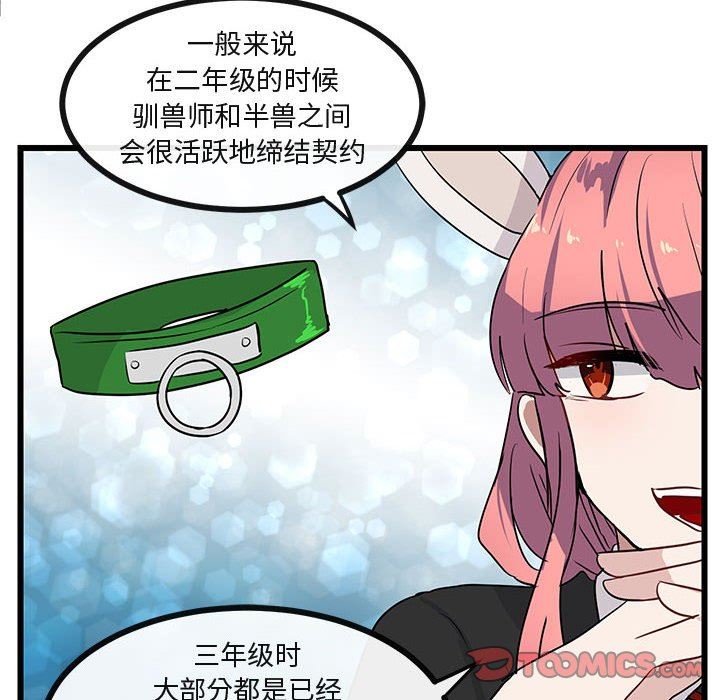 一般来说
在二年级的时候
驯兽师和半兽之间
会很活跃地缔结契约
三年级时
大部分都是已经
TOOMICS.COM